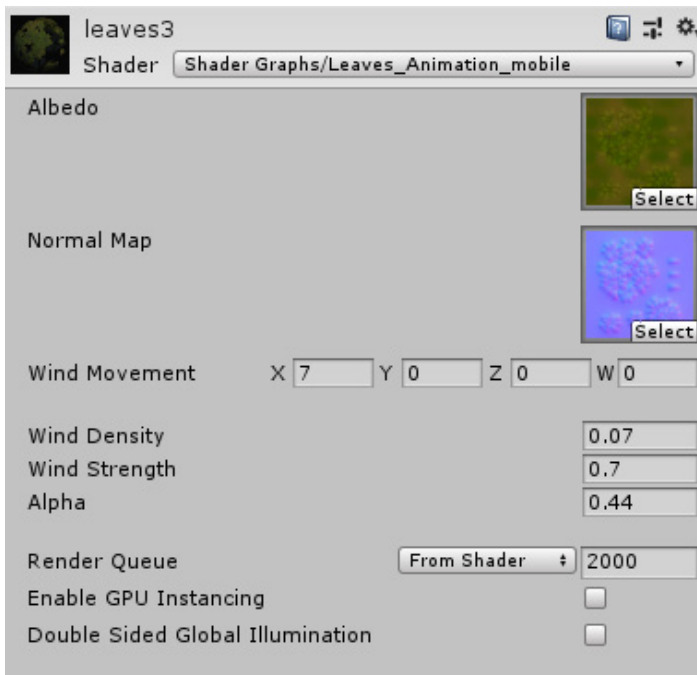 leaves3
Shader Shader Graphs/Leaves_Animation_mobile
Albedo
Select
Normal Map
Select
Wind Movement X 7 Y 0 Z 0 W 0
Wind Density 0.07
Wind Strength 0.7
Alpha 0.44
Render Queue From Shader 2000
Enable GPU Instancing
Double Sided Global Illumination